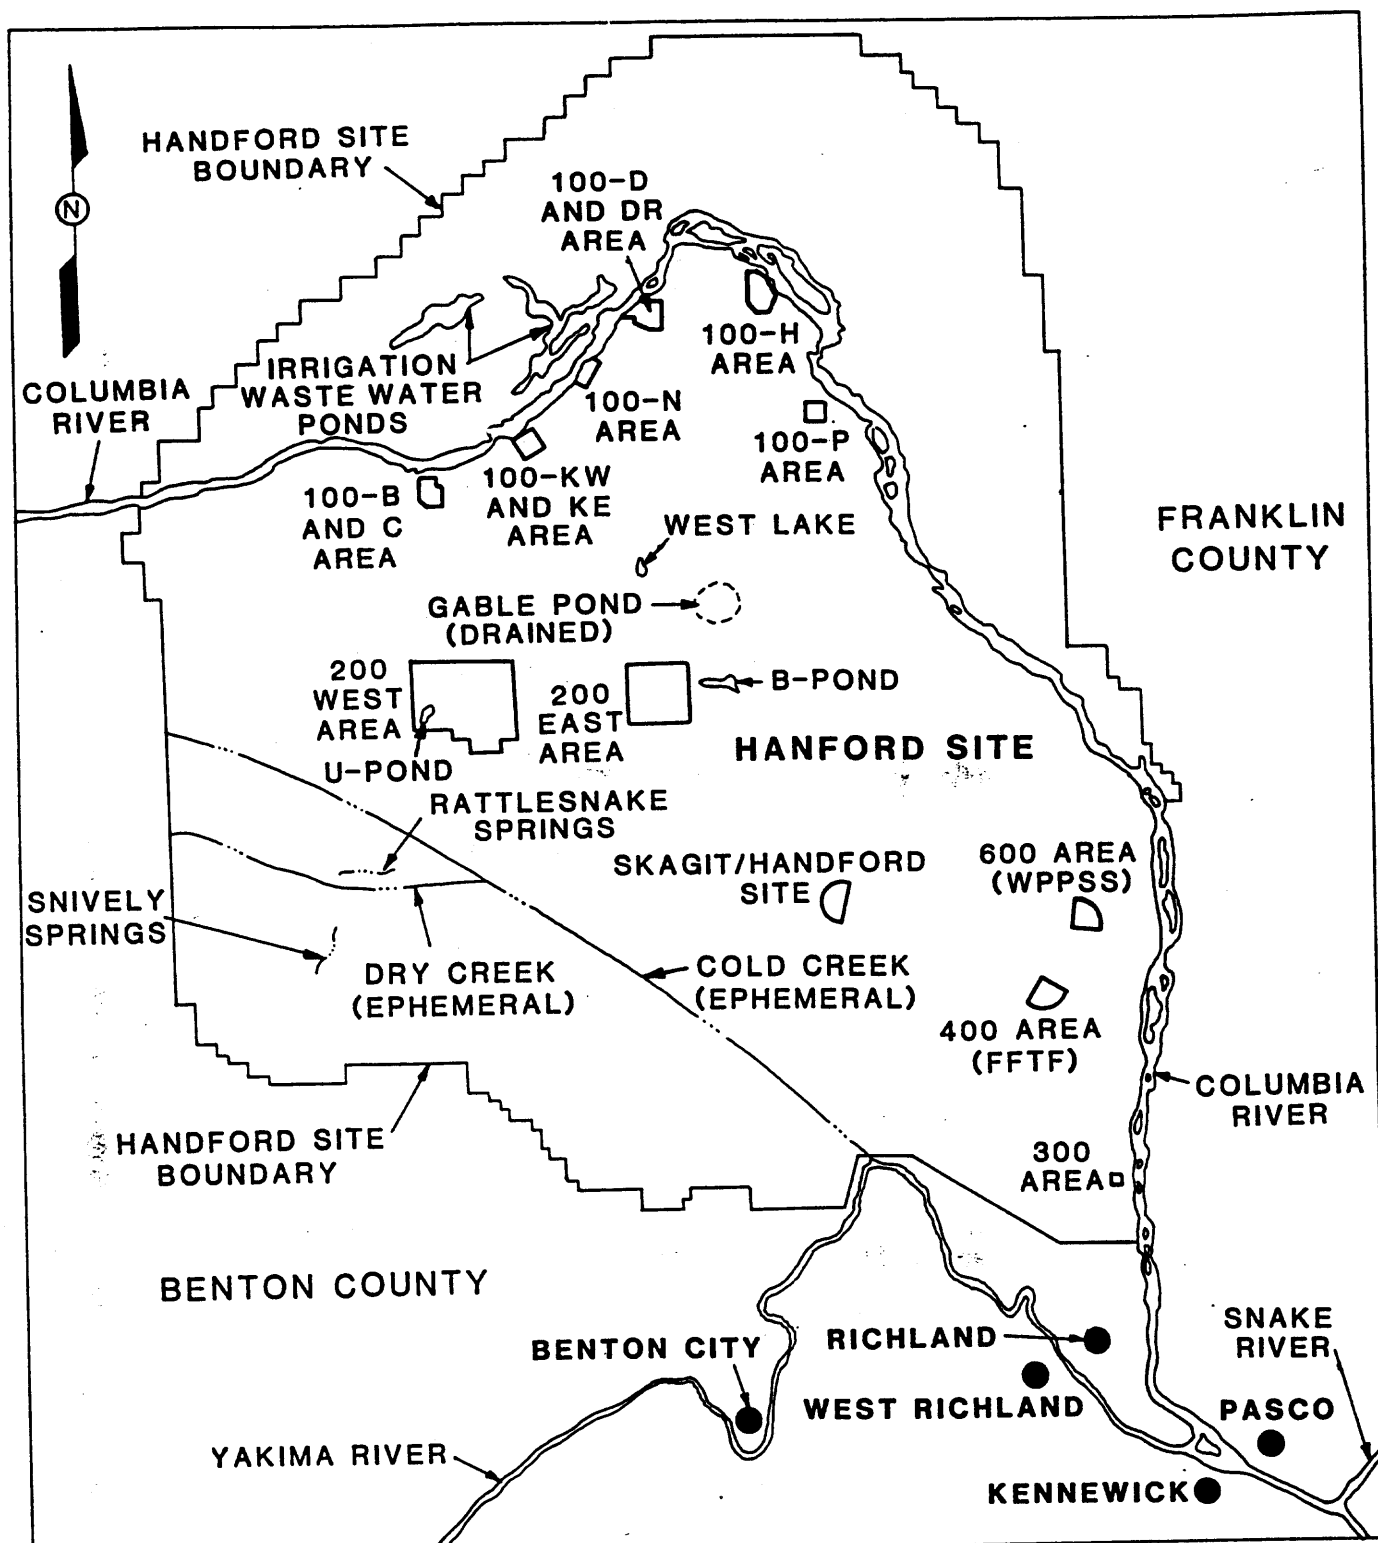 HANDFORD SITE
BOUNDARY
N
100-D
AND DR
AREA
100-H
AREA
IRRIGATION
WASTE WATER
PONDS
COLUMBIA
RIVER
100-N
AREA
100-P
AREA
100-KW
AND KE
AREA
100-B
AND C
AREA
WEST LAKE
FRANKLIN
COUNTY
GABLE POND
(DRAINED)
200
WEST
AREA
200
EAST
AREA
B-POND
HANFORD SITE
U-POND
RATTLESNAKE
SPRINGS
SKAGIT/HANDFORD
SITE
600 AREA
(WPPSS)
SNIVELY
SPRINGS
DRY CREEK
(EPHEMERAL)
COLD CREEK
(EPHEMERAL)
400 AREA
(FFTF)
COLUMBIA
RIVER
HANDFORD SITE
BOUNDARY
300
AREA
BENTON COUNTY
BENTON CITY
RICHLAND
SNAKE
RIVER
WEST RICHLAND
PASCO
YAKIMA RIVER
KENNEWICK